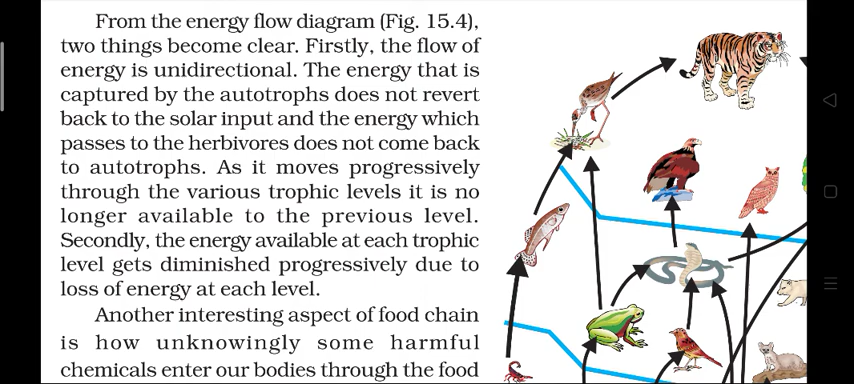 From the energy flow diagram (Fig. 15.4),
two things become clear. Firstly, the flow of
energy is unidirectional. The energy that is
captured by the autotrophs does not revert
back to the solar input and the energy which
passes to the herbivores does not come back
to autotrophs. As it moves progressively
through the various trophic levels it is no
longer available to the previous level.
Secondly, the energy available at each trophic
level gets diminished progressively due to
loss of energy at each level.
Another interesting aspect of food chain
is how unknowingly some harmful
chemicals enter our bodies through the food